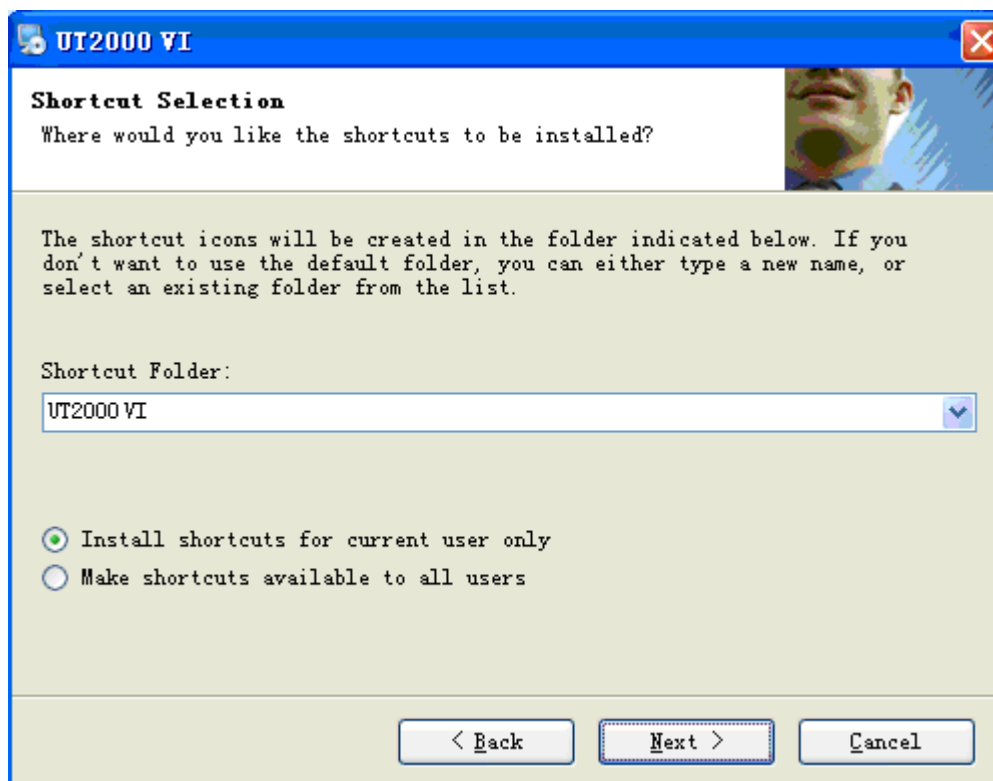 UT2000 VI
Shortcut Selection
Where would you like the shortcuts to be installed?
The shortcut icons will be created in the folder indicated below. If you
don't want to use the default folder, you can either type a new name, or
select an existing folder from the list.
Shortcut Folder:
UT2000 VI
Install shortcuts for current user only
Make shortcuts available to all users
< Back
Next >
Cancel